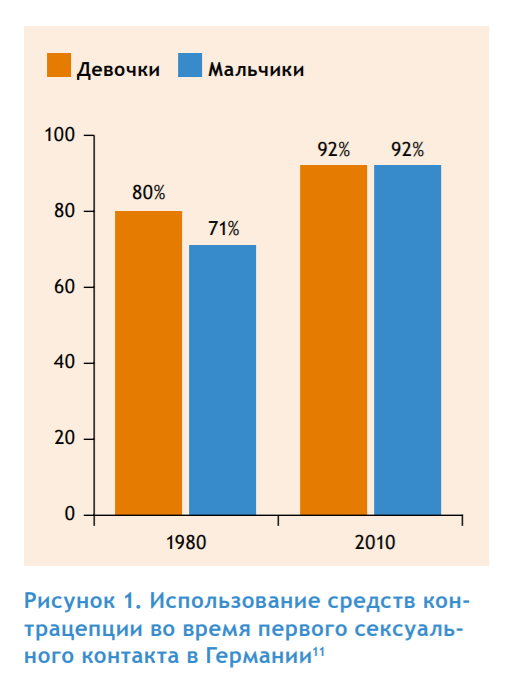 Девочки Мальчики
100
92% 92%
80%
80
71%
60
40
20
0
1980 2010
Рисунок 1. Использование средств кон-
трацепции во время первого сексуаль-
ного контакта в Германии¹¹